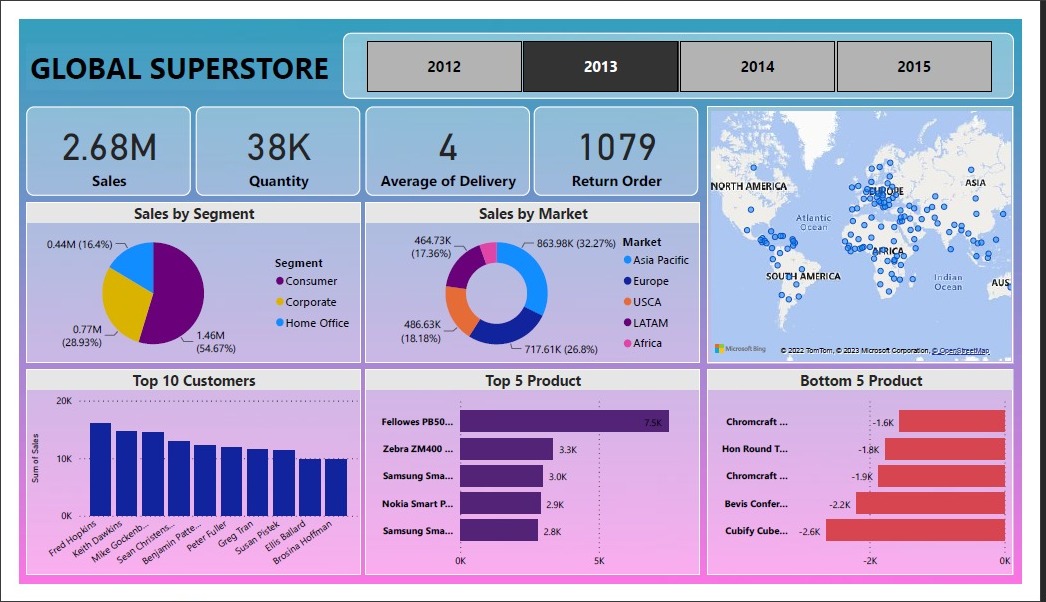 GLOBAL SUPERSTORE
2012
2013
2014
2015
2.68M
Sales
38K
Quantity
4
Average of Delivery
1079
Return Order
NORTH AMERICA
EUROPE
ASIA
Atlantic
Ocean
AFRICA
SOUTH AMERICA
Indian
Ocean
AUS
Microsoft Bing
© 2022 TomTom, © 2023 Microsoft Corporation, © OpenStreetMap
Sales by Segment
0.44M (16.4%)
0.77M
(28.93%)
1.46M
(54.67%)
Segment
Consumer
Corporate
Home Office
Sales by Market
464.73K
(17.36%)
863.98K (32.27%)
486.63K
(18.18%)
717.61K (26.8%)
Market
Asia Pacific
Europe
USCA
LATAM
Africa
Top 10 Customers
Sum of Sales
20K
10K
0K
Fred Hopkins
Keith Dawkins
Mike Gockenb...
Sean Christens...
Benjamin Patte...
Peter Fuller
Greg Tran
Susan Pistek
Ellis Ballard
Brosina Hoffman
Top 5 Product
Fellowes PB50... 7.5K
Zebra ZM400 ... 3.3K
Samsung Sma... 3.0K
Nokia Smart P... 2.9K
Samsung Sma... 2.8K
0K 5K
Bottom 5 Product
Chromcraft ... -1.6K
Hon Round T... -1.8K
Chromcraft ... -1.9K
Bevis Confer... -2.2K
Cubify Cube... -2.6K
-2K 0K